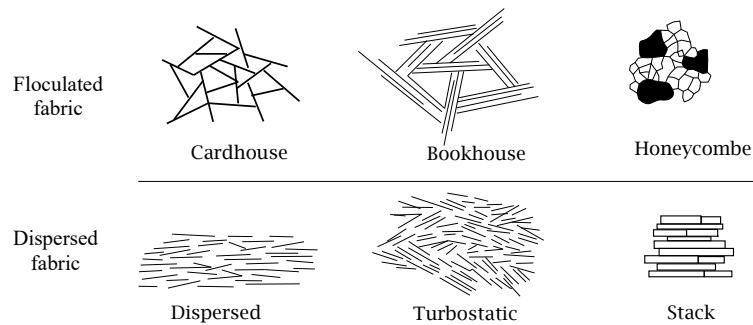 Floculated
fabric
Cardhouse
Bookhouse
Honeycombe
Dispersed
fabric
Dispersed
Turbostatic
Stack